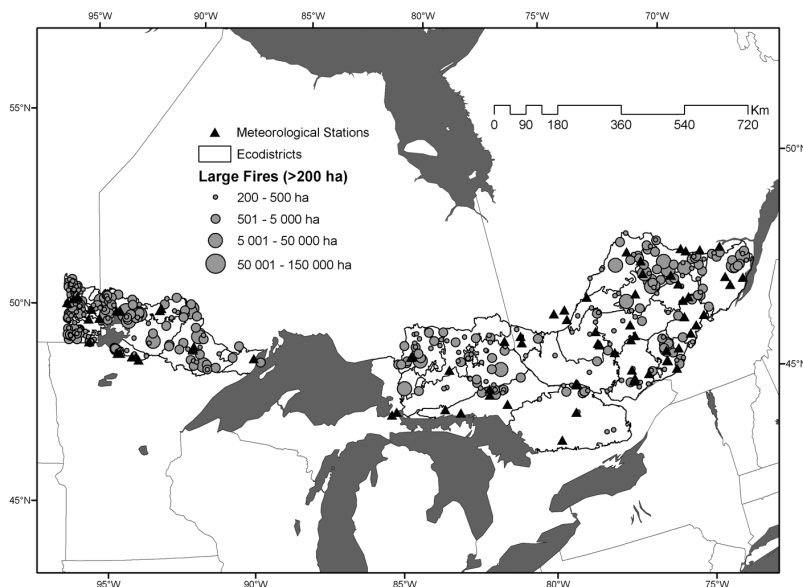 95°W 90°W 85°W 80°W 75°W 70°W
55°N
50°N
Km
0 90 180 360 540 720
Meteorological Stations
Ecodistricts
Large Fires (>200 ha)
200 - 500 ha
501 - 5 000 ha
5 001 - 50 000 ha
50 001 - 150 000 ha
50°N
45°N
45°N
95°W 90°W 85°W 80°W 75°W